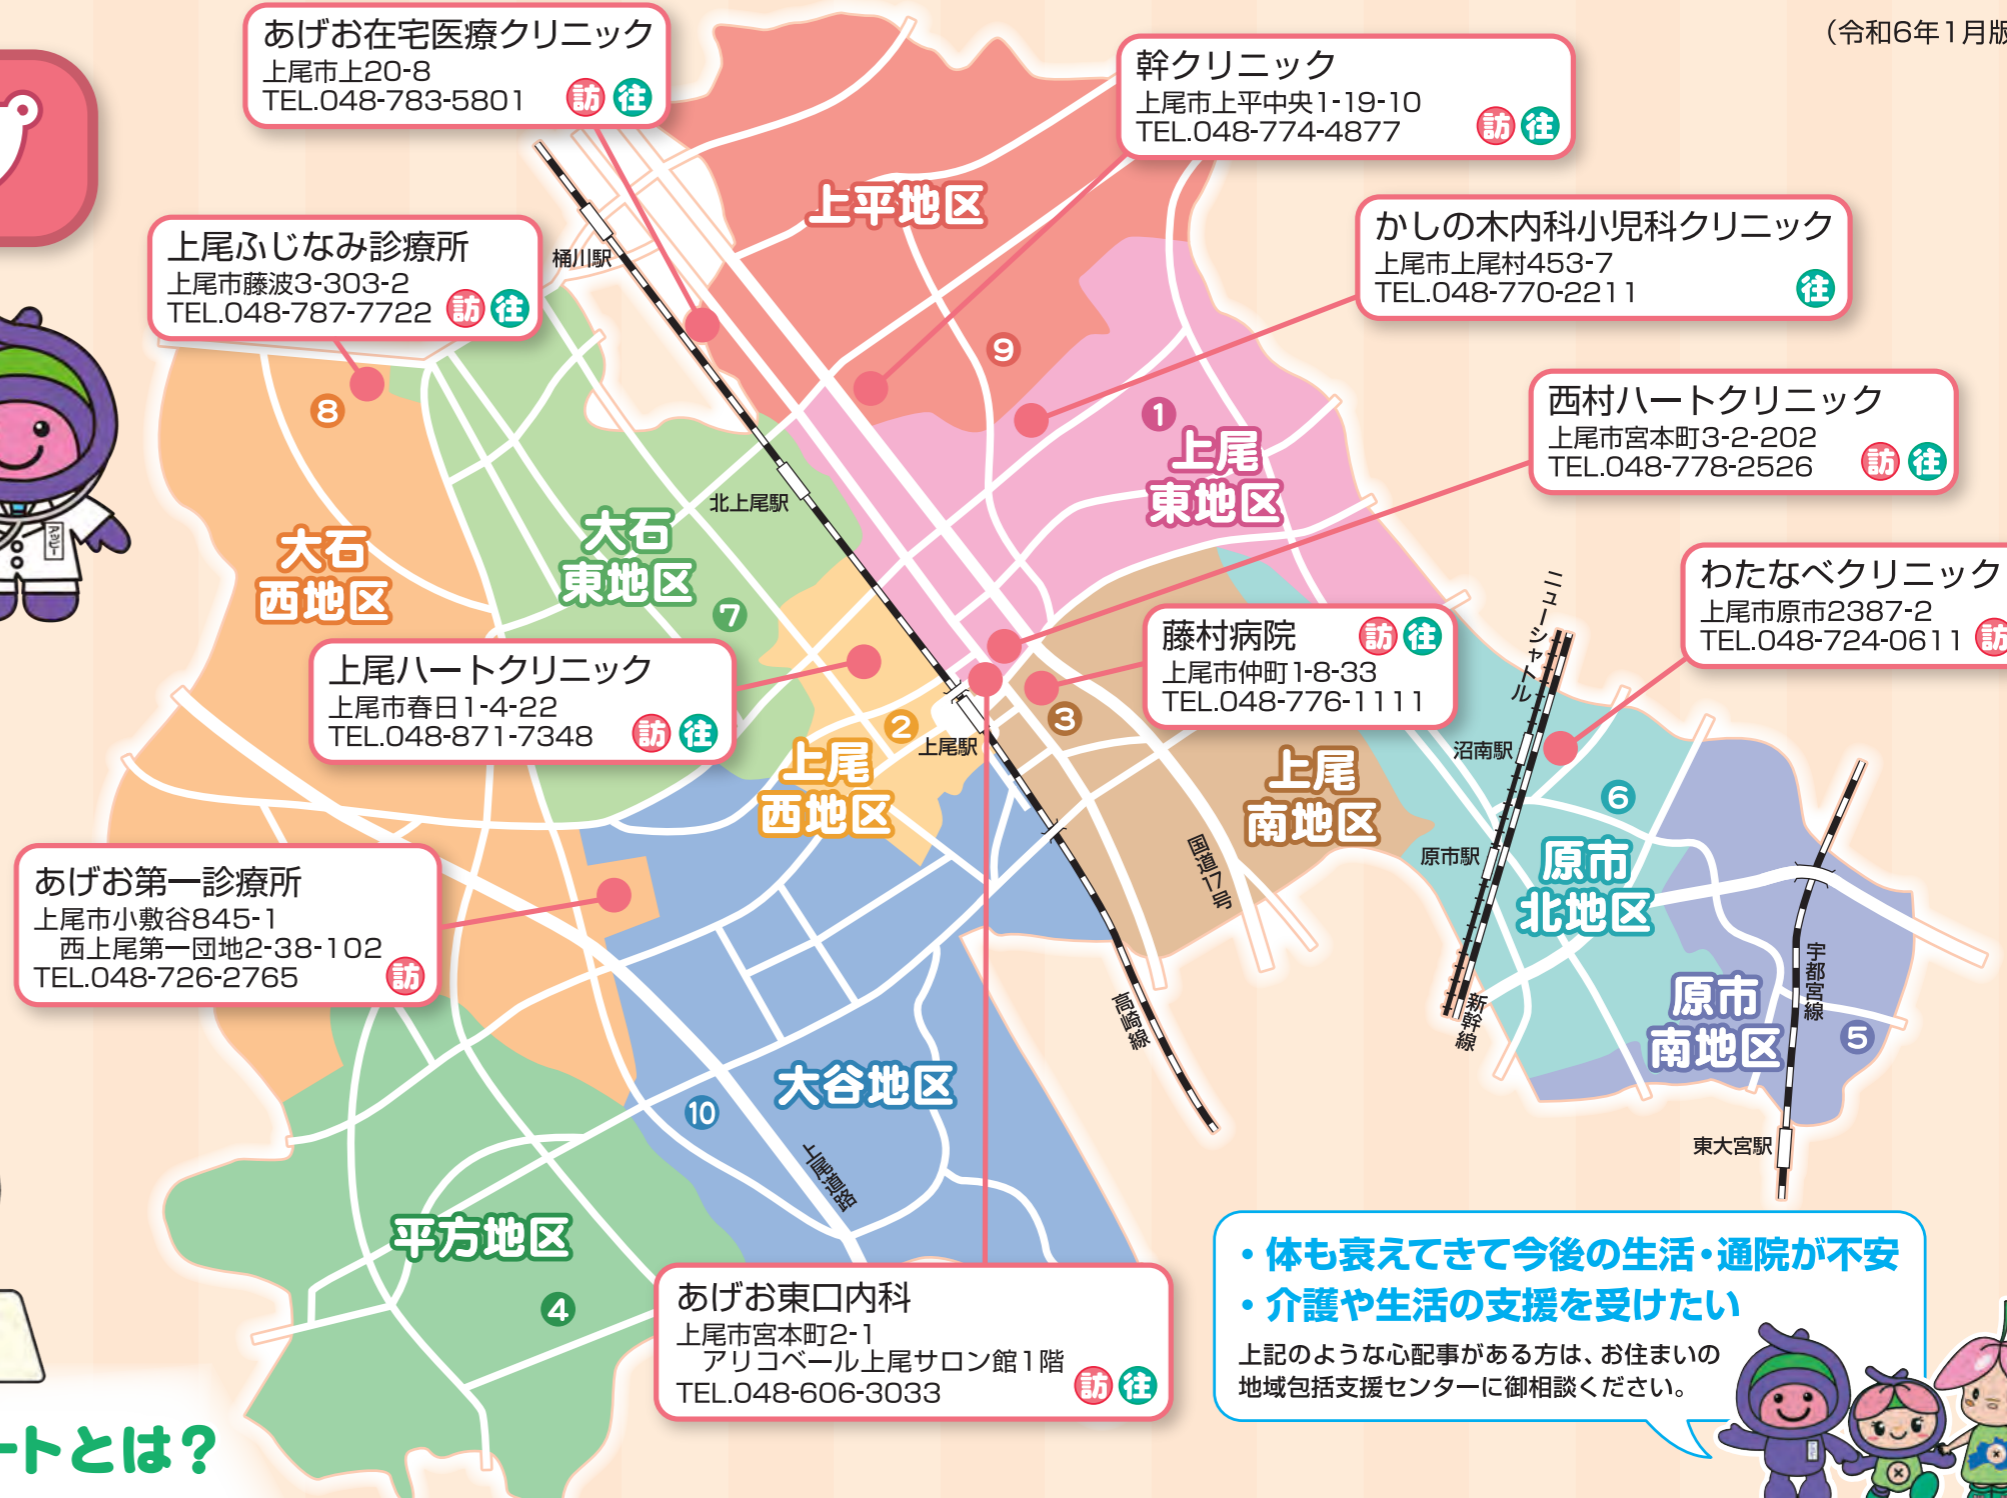 （令和6年1月版
あげお在宅医療クリニック
上尾市上20-8
TEL.048-783-5801 訪 往
幹クリニック
上尾市上平中央1-19-10
TEL.048-774-4877 訪 往
上尾ふじなみ診療所
上尾市藤波3-303-2
TEL.048-787-7722 訪 往
かしの木内科小児科クリニック
上尾市上尾村453-7
TEL.048-770-2211 往
西村ハートクリニック
上尾市宮本町3-2-202
TEL.048-778-2526 訪 往
わたなべクリニック
上尾市原市2387-2
TEL.048-724-0611 訪
藤村病院 訪 往
上尾市仲町1-8-33
TEL.048-776-1111
上尾ハートクリニック
上尾市春日1-4-22
TEL.048-871-7348 訪 往
あげお第一診療所
上尾市小敷谷845-1
西上尾第一団地2-38-102
TEL.048-726-2765 訪
あげお東口内科
上尾市宮本町2-1
アリコベール上尾サロン館1階
TEL.048-606-3033 訪 往
上平地区
9
桶川駅
8
1
上尾
東地区
北上尾駅
大石
西地区
大石
東地区
7
2
上尾駅
3
上尾
西地区
上尾
南地区
国道17号
ニューシャトル
沼南駅
6
原市駅
原市
北地区
原市
南地区
5
宇都宮線
新幹線
高崎線
東大宮駅
大谷地区
10
上尾道路
平方地区
4
アッピー
・体も衰えてきて今後の生活・通院が不安
・介護や生活の支援を受けたい
上記のような心配事がある方は、お住まいの
地域包括支援センターに御相談ください。
ートとは？